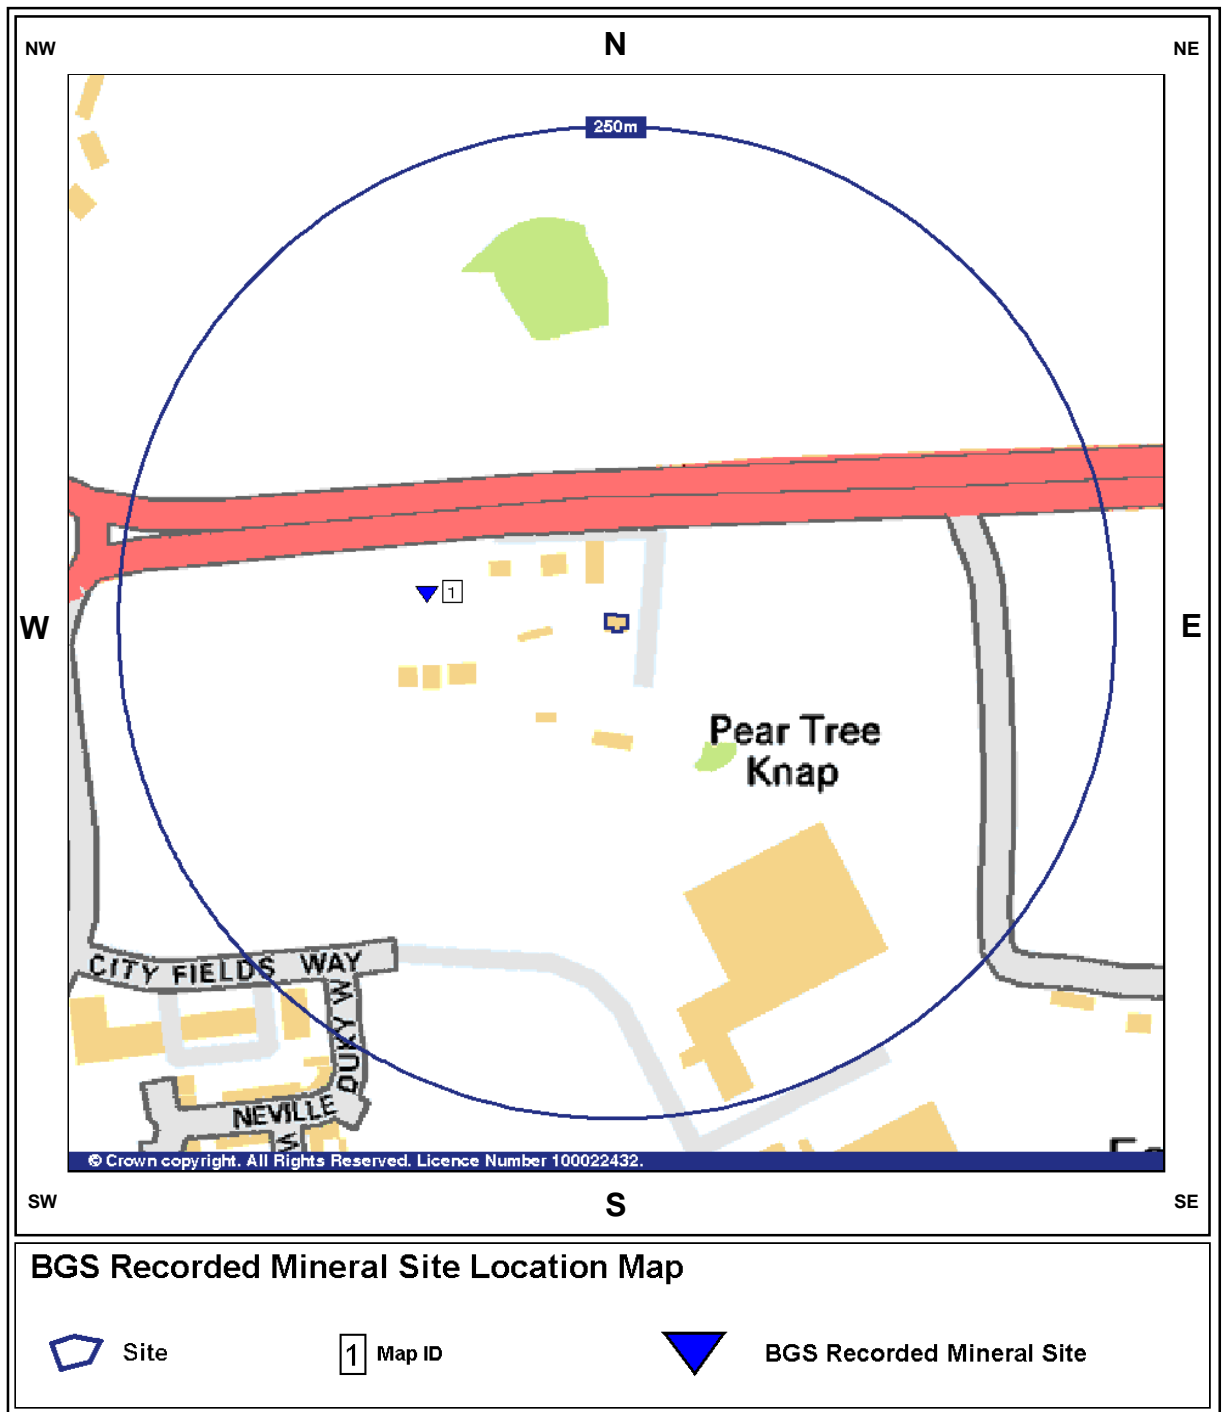 NW
N
NE
250m
1
W
E
Pear Tree
Knap
CITY FIELDS WAY
DUKY W
NEVILLE
W
© Crown copyright. All Rights Reserved. Licence Number 100022432.
SW
S
SE
BGS Recorded Mineral Site Location Map
Site
1
Map ID
BGS Recorded Mineral Site